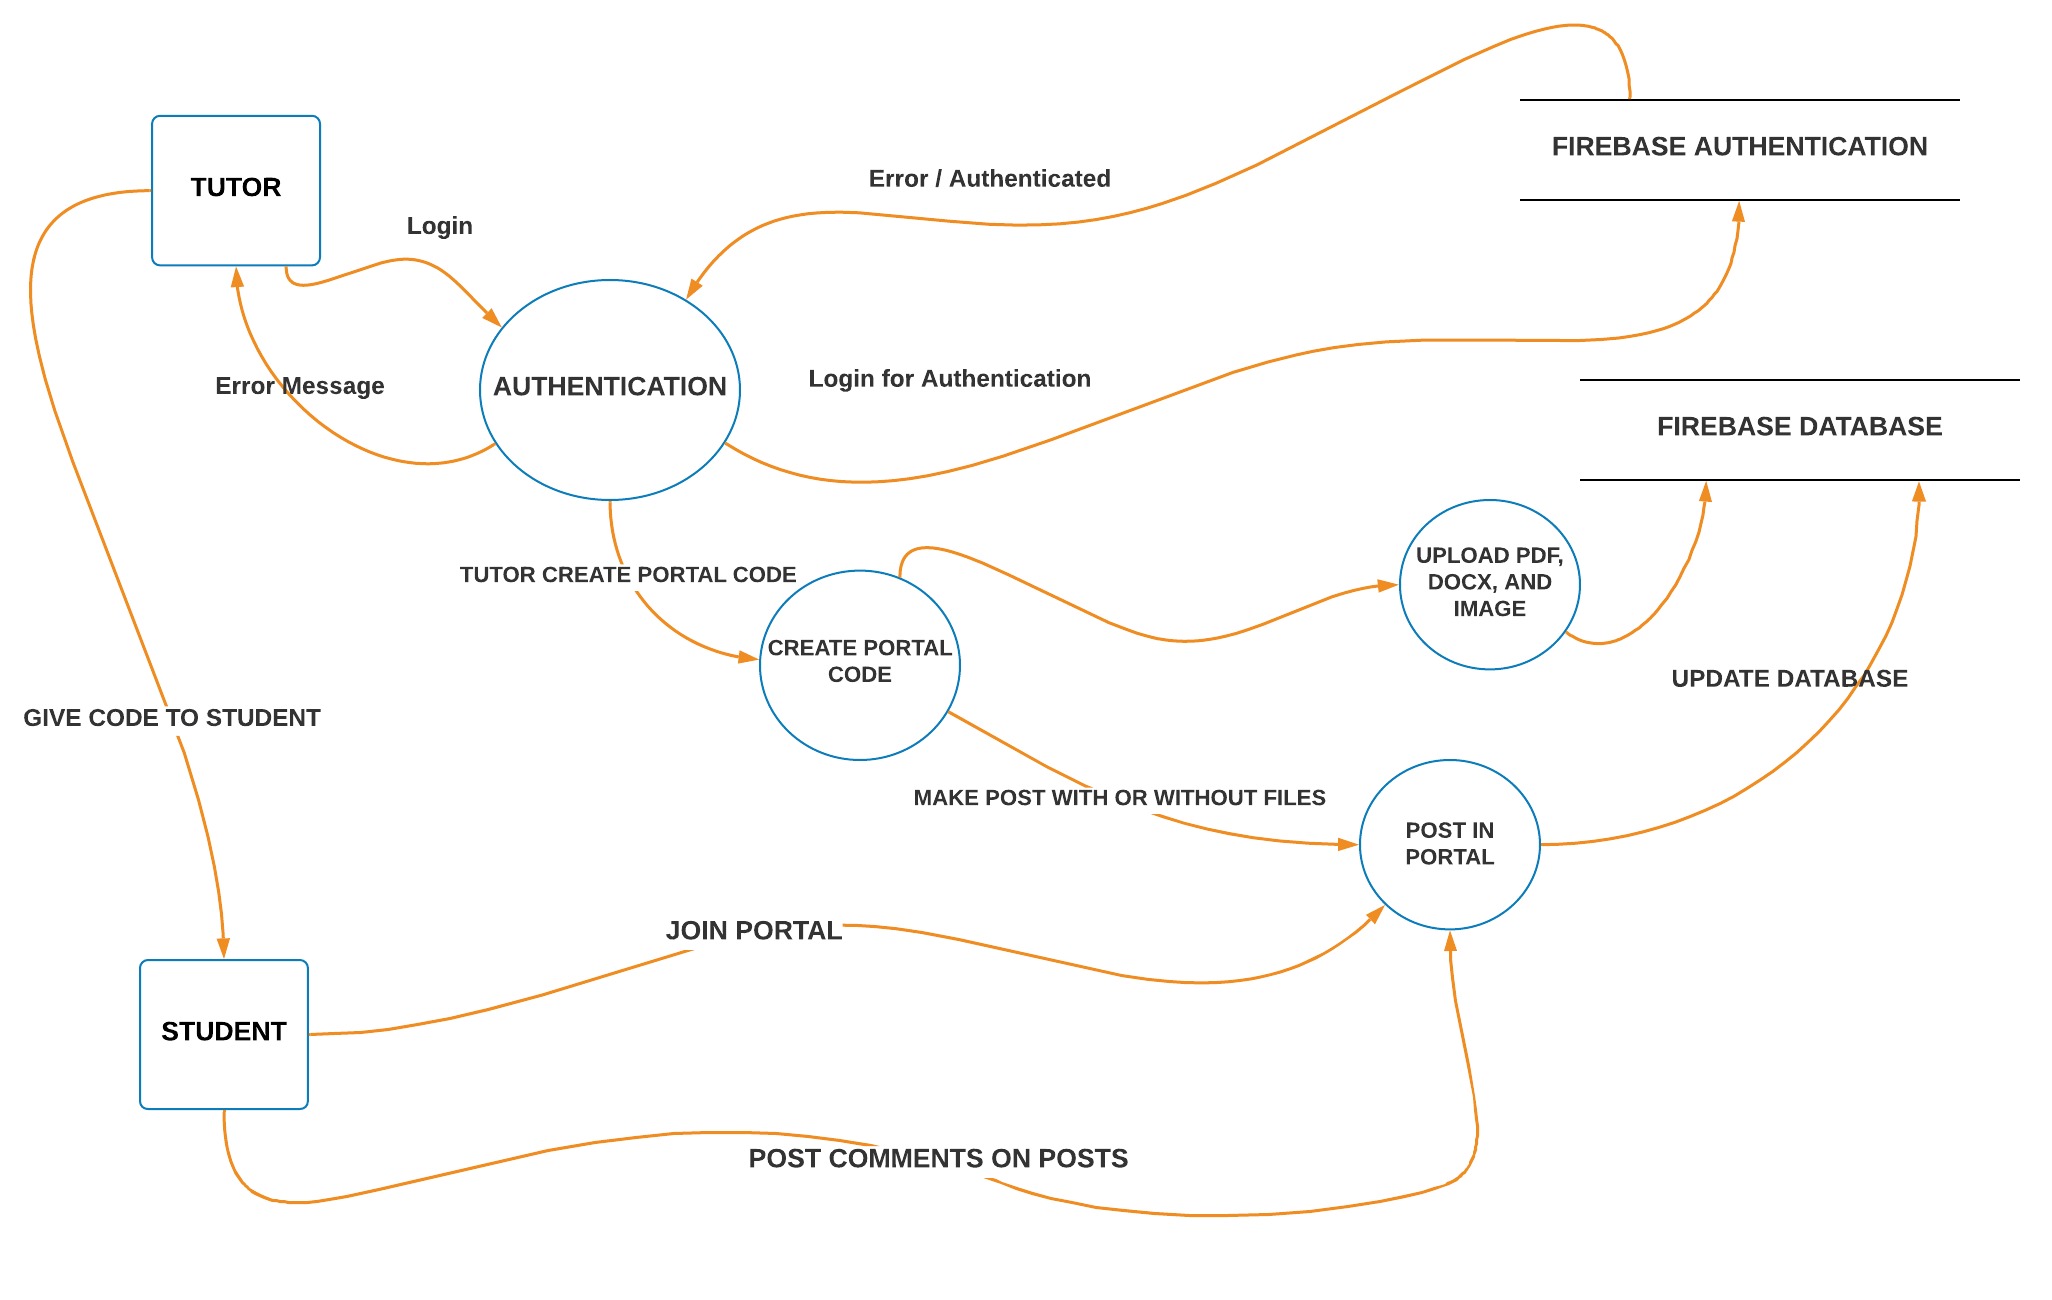 FIREBASE AUTHENTICATION
Error / Authenticated
TUTOR
Login
Error Message
AUTHENTICATION
Login for Authentication
FIREBASE DATABASE
UPLOAD PDF,
DOCX, AND
IMAGE
TUTOR CREATE PORTAL CODE
CREATE PORTAL
CODE
UPDATE DATABASE
GIVE CODE TO STUDENT
MAKE POST WITH OR WITHOUT FILES
POST IN
PORTAL
JOIN PORTAL
STUDENT
POST COMMENTS ON POSTS